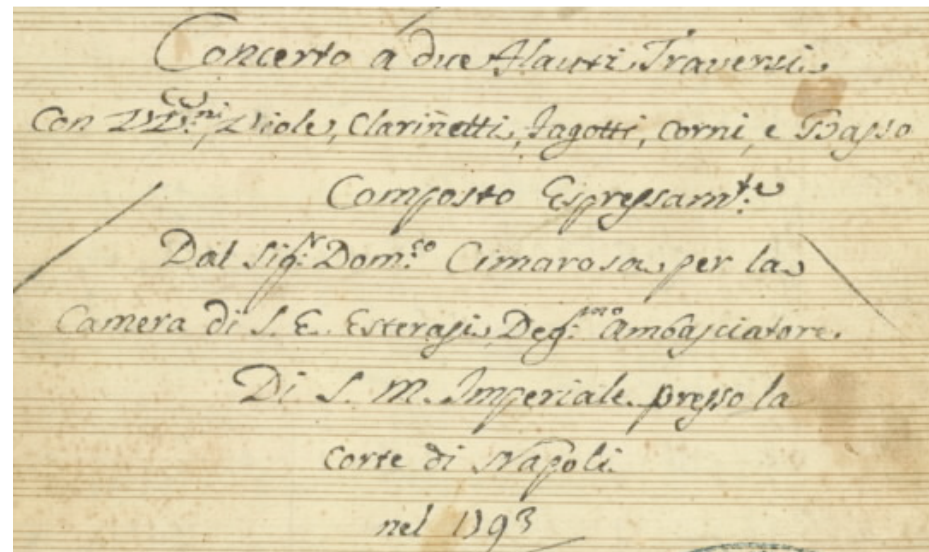 Concerto a due Flauti Traversi
Con VV:ni, Viole, Clarinetti, Fagotti, Corni, e Basso
Composto Espressam:te
Dal Sig:r Dom:co Cimarosa per la
Camera di S. E. Esterasi, Deg:mo Ambasciatore
Di S. M. Imperiale presso la
Corte di Napoli
nel 1793